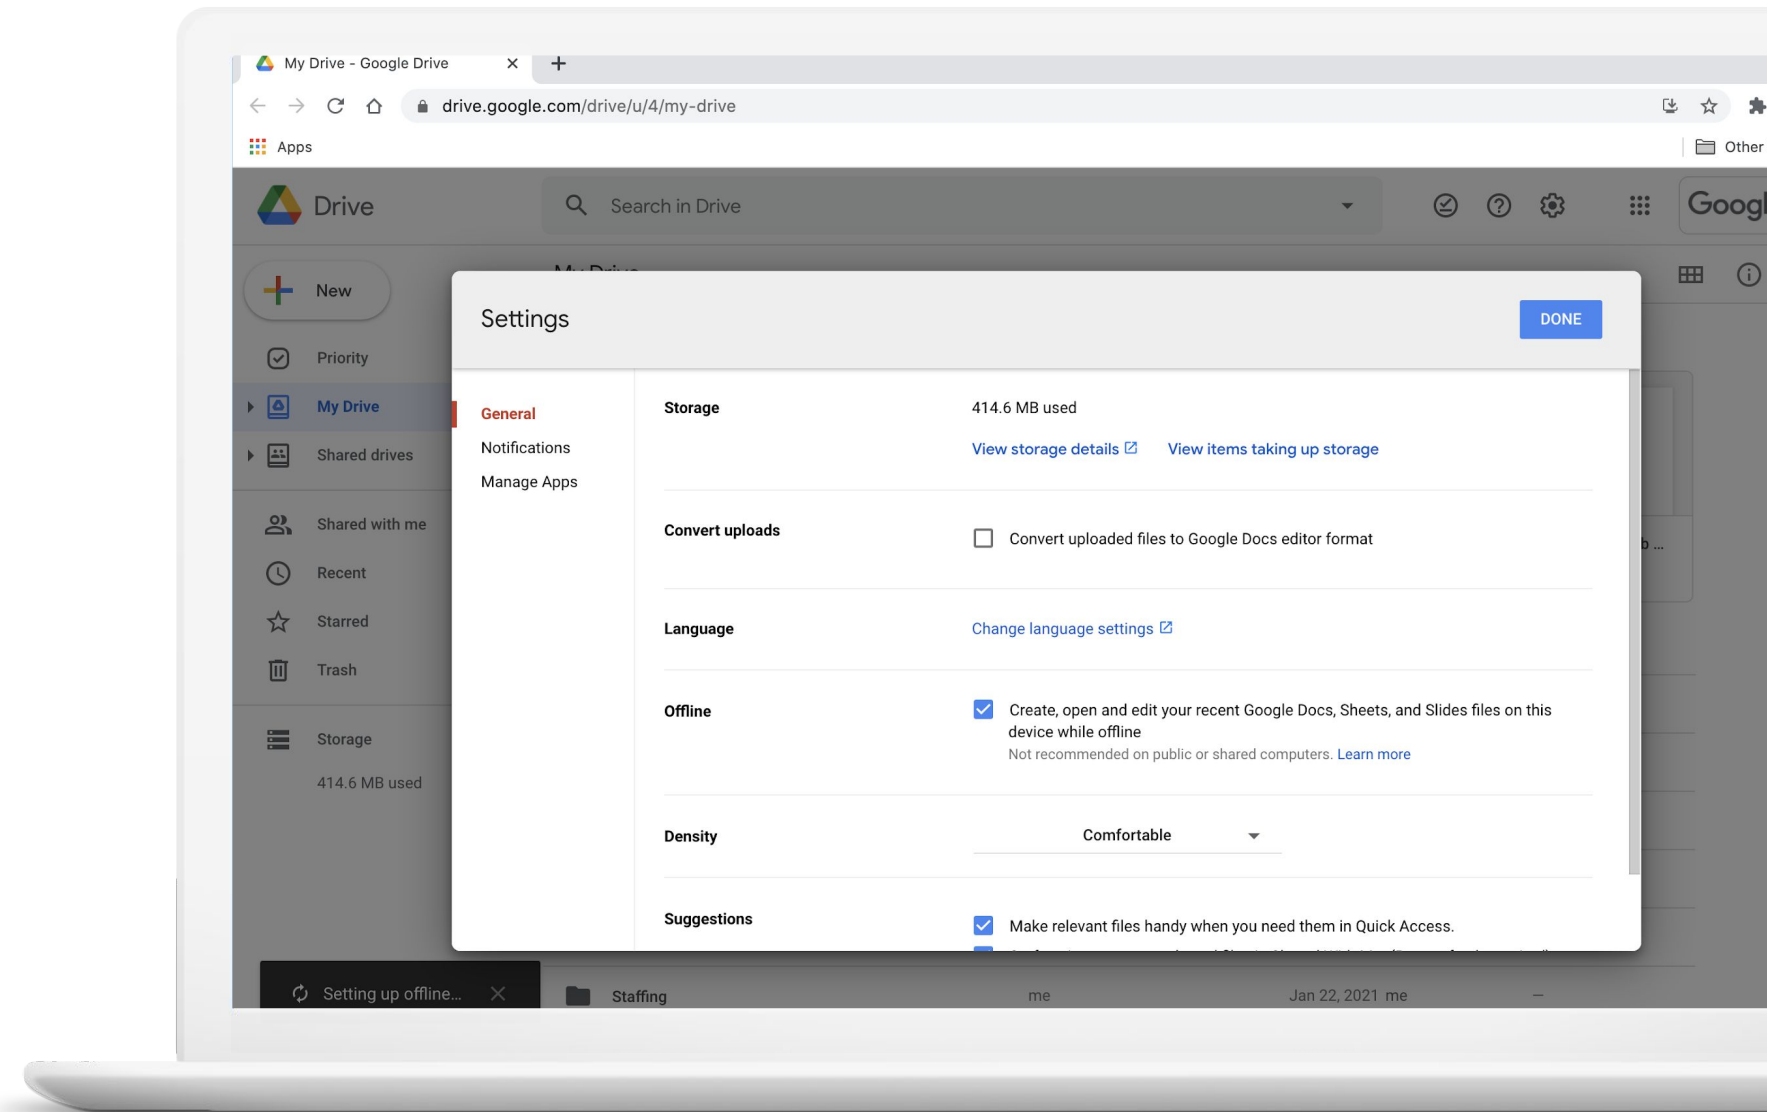 My Drive - Google Drive
drive.google.com/drive/u/4/my-drive
Apps
Other
Drive
Search in Drive
Googl
New
My Drive
Settings
DONE
Priority
My Drive
Shared drives
Shared with me
Recent
Starred
Trash
Storage
414.6 MB used
General
Notifications
Manage Apps
Storage
414.6 MB used
View storage details
View items taking up storage
Convert uploads
Convert uploaded files to Google Docs editor format
b ...
Language
Change language settings
Offline
Create, open and edit your recent Google Docs, Sheets, and Slides files on this
device while offline
Not recommended on public or shared computers. Learn more
Density
Comfortable
Suggestions
Make relevant files handy when you need them in Quick Access.
Setting up offline...
Staffing
me
Jan 22, 2021 me
–